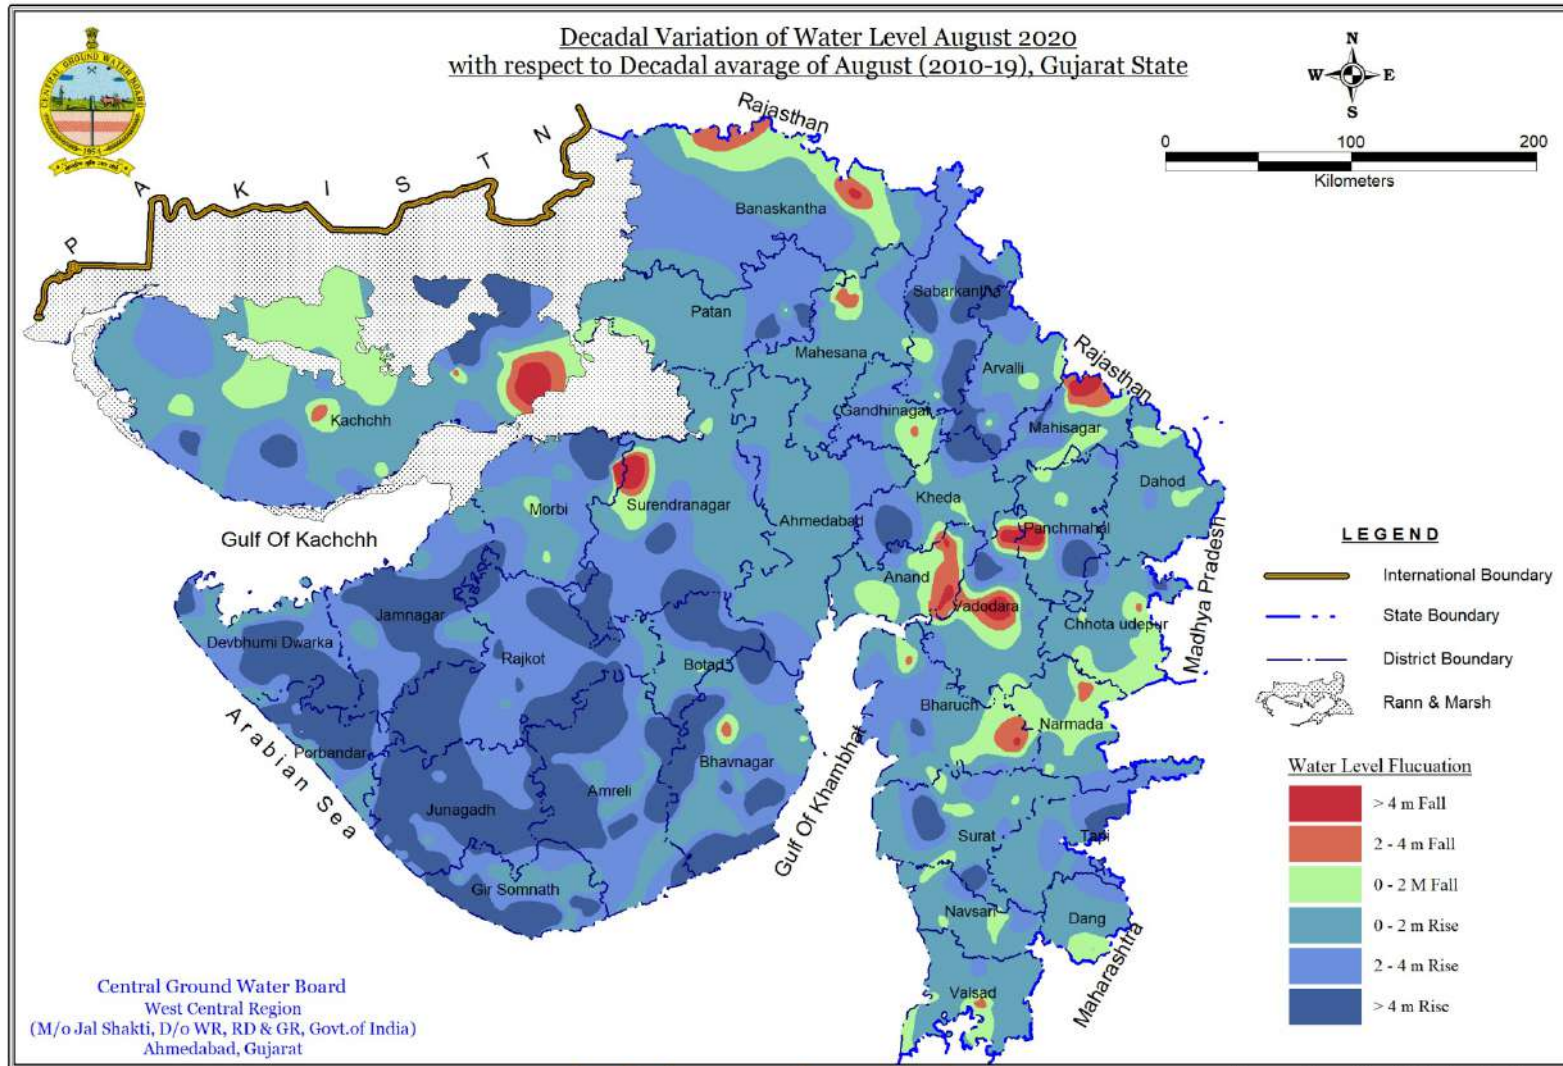 Decadal Variation of Water Level August 2020
with respect to Decadal avarage of August (2010-19), Gujarat State
CENTRAL GROUND WATER BOARD
1954
N
W E
S
0 100 200
Kilometers
P A K I S T N
Rajasthan
Banaskantha
Patan
Sabarkantha
Mahesana
Arvalli
Rajasthan
Kachchh
Gandhinagar
Mahisagar
Dahod
Morbi
Surendranagar
Ahmedabad
Kheda
Panchmahal
Gulf Of Kachchh
Anand
Vadodara
Chhota udepur
Madhya Pradesh
Jamnagar
Devbhumi Dwarka
Rajkot
Botad
Bharuch
Narmada
Arabian Sea
Porbandar
Bhavnagar
Gulf Of Khambhat
Junagadh
Amreli
Surat
Tapi
Gir Somnath
Navsari
Dang
Maharashtra
Valsad
LEGEND
International Boundary
State Boundary
District Boundary
Rann & Marsh
Water Level Flucuation
> 4 m Fall
2 - 4 m Fall
0 - 2 M Fall
0 - 2 m Rise
2 - 4 m Rise
> 4 m Rise
Central Ground Water Board
West Central Region
(M/o Jal Shakti, D/o WR, RD & GR, Govt.of India)
Ahmedabad, Gujarat